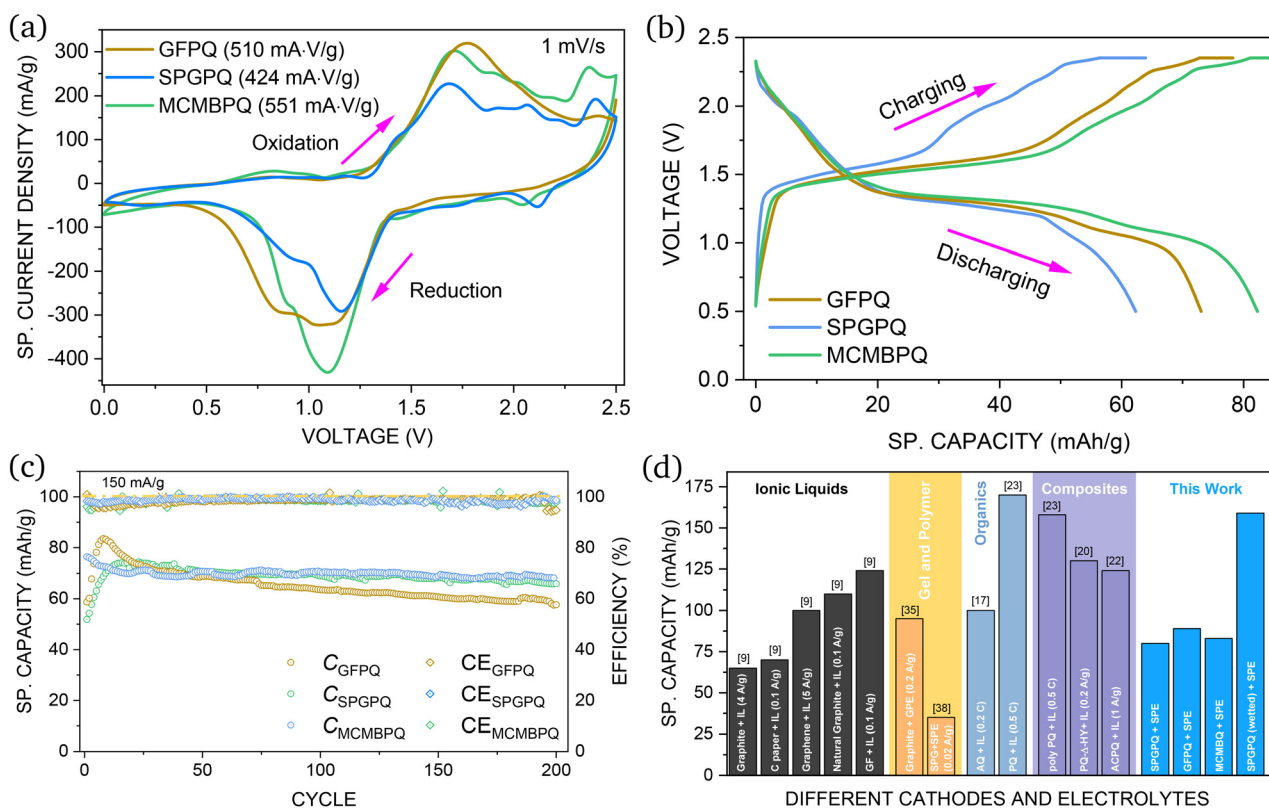 (a)
300
200
100
0
-100
-200
-300
-400
SP. CURRENT DENSITY (mA/g)
GFPQ (510 mA·V/g)
SPGPQ (424 mA·V/g)
MCMBPQ (551 mA·V/g)
1 mV/s
Oxidation
Reduction
0.0 0.5 1.0 1.5 2.0 2.5
VOLTAGE (V)
(b)
2.5
2.0
1.5
1.0
0.5
0.0
VOLTAGE (V)
Charging
Discharging
GFPQ
SPGPQ
MCMBPQ
0 20 40 60 80
SP. CAPACITY (mAh/g)
(c)
150 mA/g
100
80
60
40
20
0
SP. CAPACITY (mAh/g)
100
80
60
40
20
0
EFFICIENCY (%)
C GFPQ CE GFPQ
C SPGPQ CE SPGPQ
C MCMBPQ CE MCMBPQ
0 50 100 150 200
CYCLE
(d)
175
150
125
100
75
50
25
0
SP. CAPACITY (mAh/g)
Ionic Liquids
Gel and Polymer
Organics
Composites
This Work
[9]
Graphite + IL (4 A/g)
[9]
C paper + IL (0.1 A/g)
[9]
Graphene + IL (5 A/g)
[9]
Natural Graphite + IL (0.1 A/g)
[9]
GF + IL (0.1 A/g)
[35]
Graphite + GPE (0.2 A/g)
[38]
SPG+SPE
(0.02 A/g)
[17]
AQ + IL (0.2 C)
[23]
PQ + IL (0.5 C)
[23]
poly PQ + IL (0.5 C)
[20]
PQ-Δ-HY+ IL (0.2 A/g)
[22]
ACPQ + IL (1 A/g)
SPGPQ + SPE
GFPQ + SPE
MCMBQ + SPE
SPGPQ (wetted) + SPE
DIFFERENT CATHODES AND ELECTROLYTES